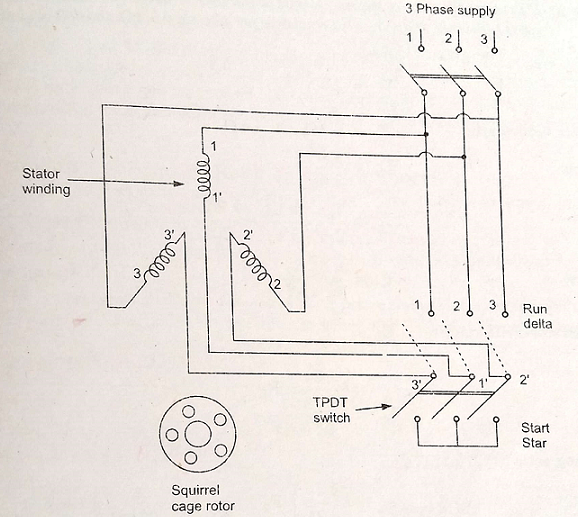 3 Phase supply
1 2 3
1
Stator
winding
1'
3' 2'
3 2
1 2 3
Run
delta
3' 1' 2'
TPDT
switch
Start
Star
Squirrel
cage rotor